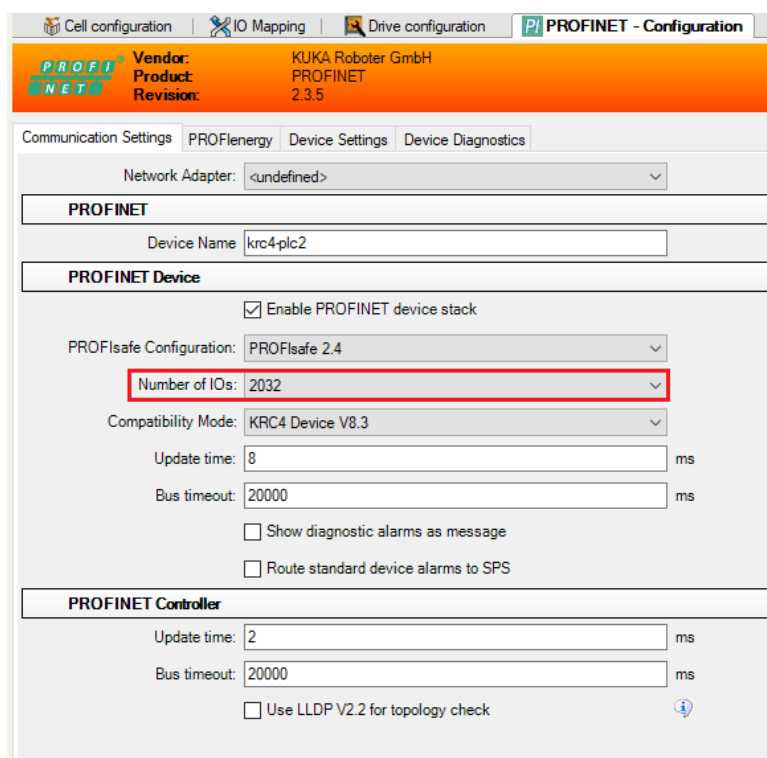 Cell configuration IO Mapping Drive configuration PROFINET - Configuration
PROFI NET
Vendor: KUKA Roboter GmbH
Product: PROFINET
Revision: 2.3.5
Communication Settings PROFIenergy Device Settings Device Diagnostics
Network Adapter: <undefined>
PROFINET
Device Name krc4-plc2
PROFINET Device
Enable PROFINET device stack
PROFIsafe Configuration: PROFIsafe 2.4
Number of IOs: 2032
Compatibility Mode: KRC4 Device V8.3
Update time: 8 ms
Bus timeout: 20000 ms
Show diagnostic alarms as message
Route standard device alarms to SPS
PROFINET Controller
Update time: 2 ms
Bus timeout: 20000 ms
Use LLDP V2.2 for topology check